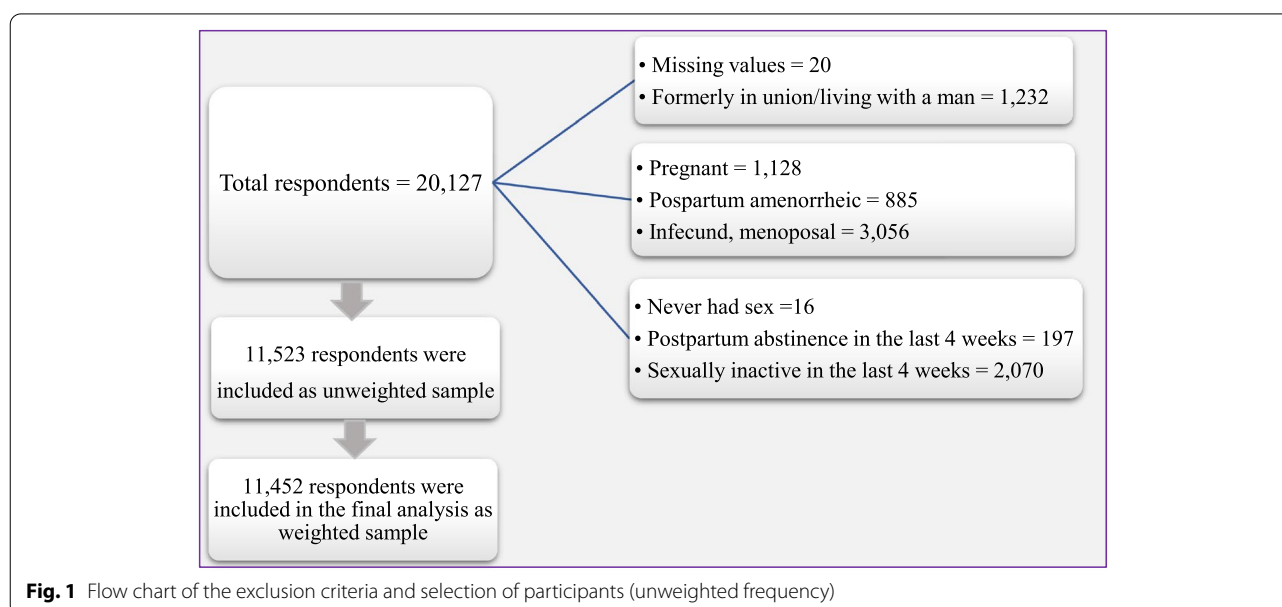 Total respondents = 20,127
• Missing values = 20
• Formerly in union/living with a man = 1,232
• Pregnant = 1,128
• Pospartum amenorrheic = 885
• Infecund, menoposal = 3,056
• Never had sex =16
• Postpartum abstinence in the last 4 weeks = 197
• Sexually inactive in the last 4 weeks = 2,070
11,523 respondents were
included as unweighted sample
11,452 respondents were
included in the final analysis as
weighted sample
Fig. 1 Flow chart of the exclusion criteria and selection of participants (unweighted frequency)